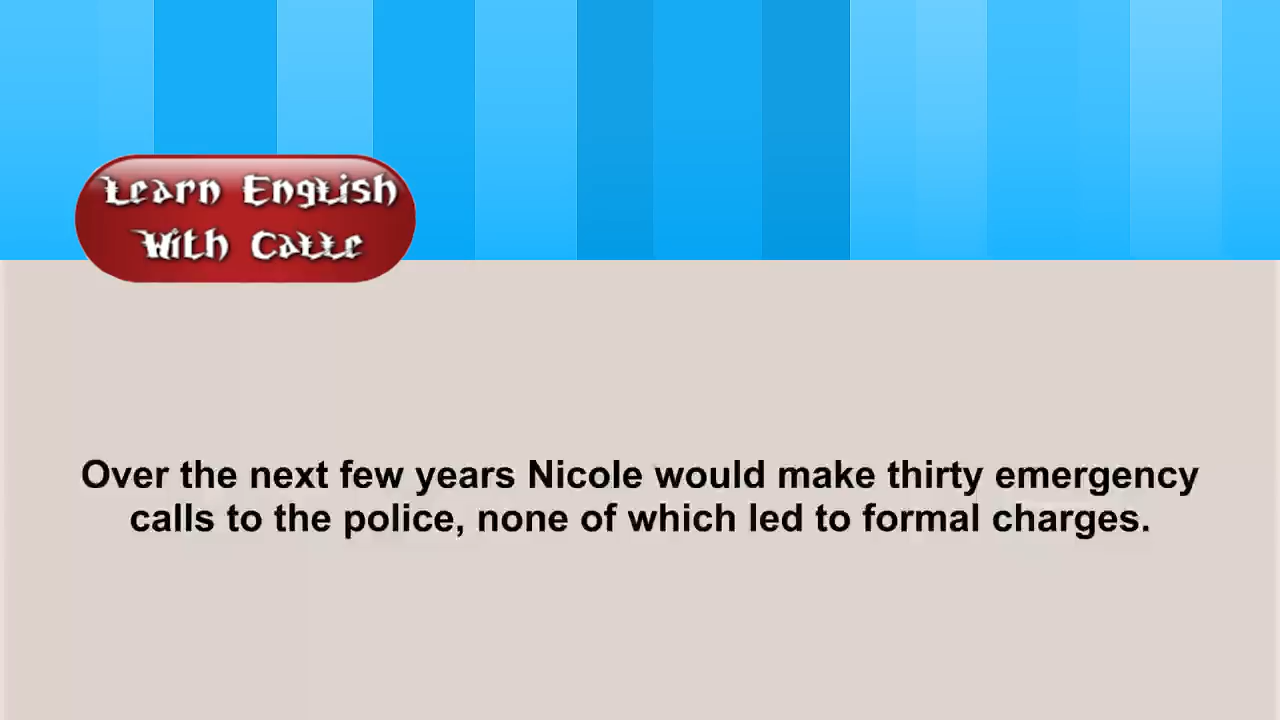 Learn English
With Catte
Over the next few years Nicole would make thirty emergency
calls to the police, none of which led to formal charges.